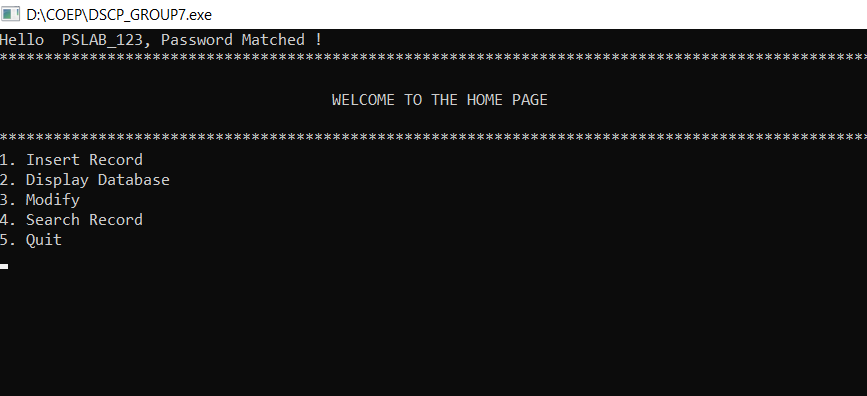 D:\COEP\DSCP_GROUP7.exe
Hello  PSLAB_123, Password Matched !
*************************************************************************************************
WELCOME TO THE HOME PAGE
*************************************************************************************************
1. Insert Record
2. Display Database
3. Modify
4. Search Record
5. Quit